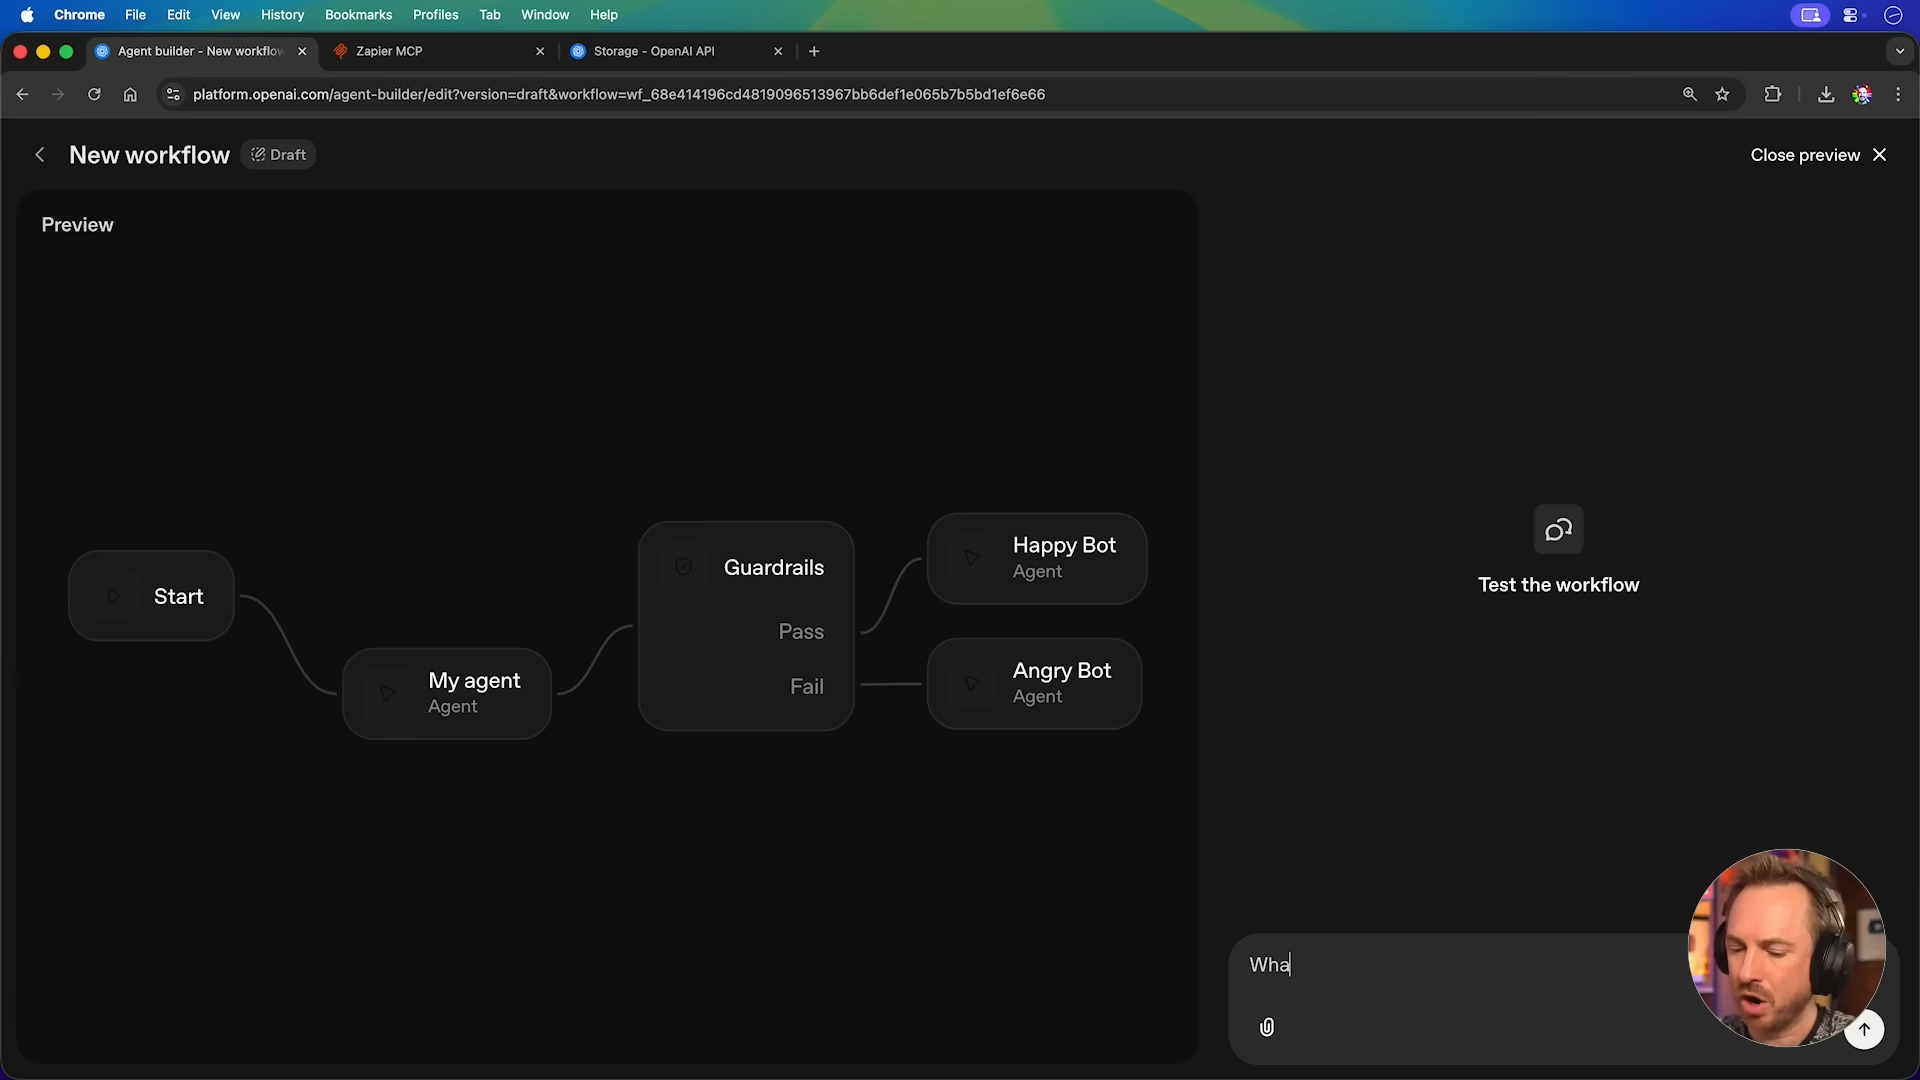 Chrome File Edit View History Bookmarks Profiles Tab Window Help
Agent builder - New workflow Zapier MCP Storage - OpenAI API
platform.openai.com/agent-builder/edit?version=draft&workflow=wf_68e414196cd4819096513967bb6def1e065b7b5bd1ef6e66
New workflow Draft Close preview
Preview
Start
My agent
Agent
Guardrails
Pass
Fail
Happy Bot
Agent
Angry Bot
Agent
Test the workflow
Wha